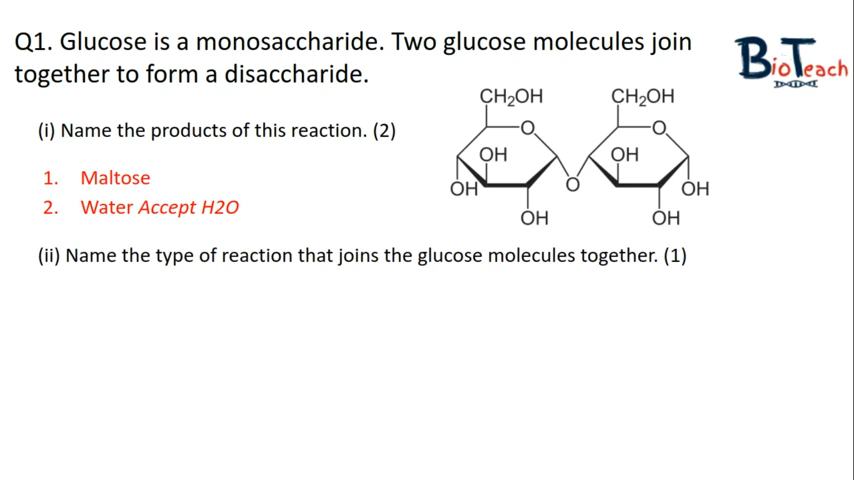 Q1. Glucose is a monosaccharide. Two glucose molecules join
together to form a disaccharide.
BioTeach
(i) Name the products of this reaction. (2)
1. Maltose
2. Water Accept H2O
CH₂OH CH₂OH
O O
OH OH
OH O OH
OH OH
(ii) Name the type of reaction that joins the glucose molecules together. (1)